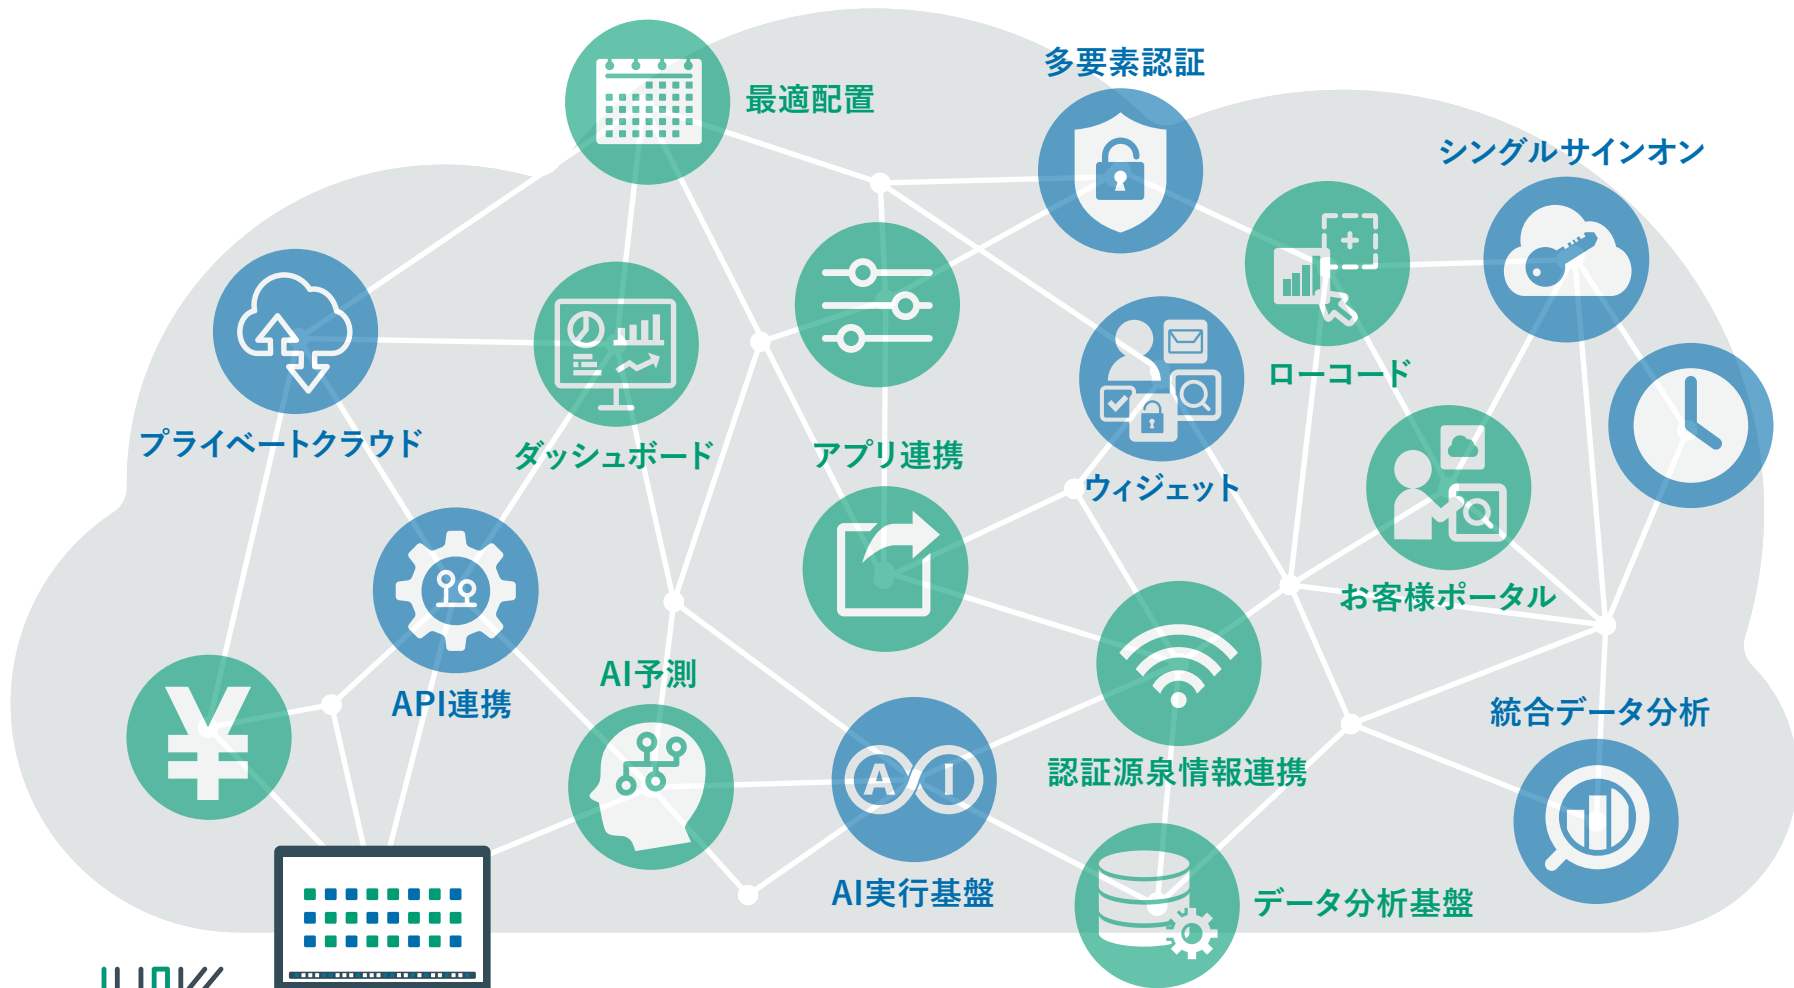 多要素認証
最適配置
シングルサインオン
ローコード
プライベートクラウド
ダッシュボード
アプリ連携
ウィジェット
お客様ポータル
AI予測
API連携
統合データ分析
認証源泉情報連携
¥
AI
AI実行基盤
データ分析基盤